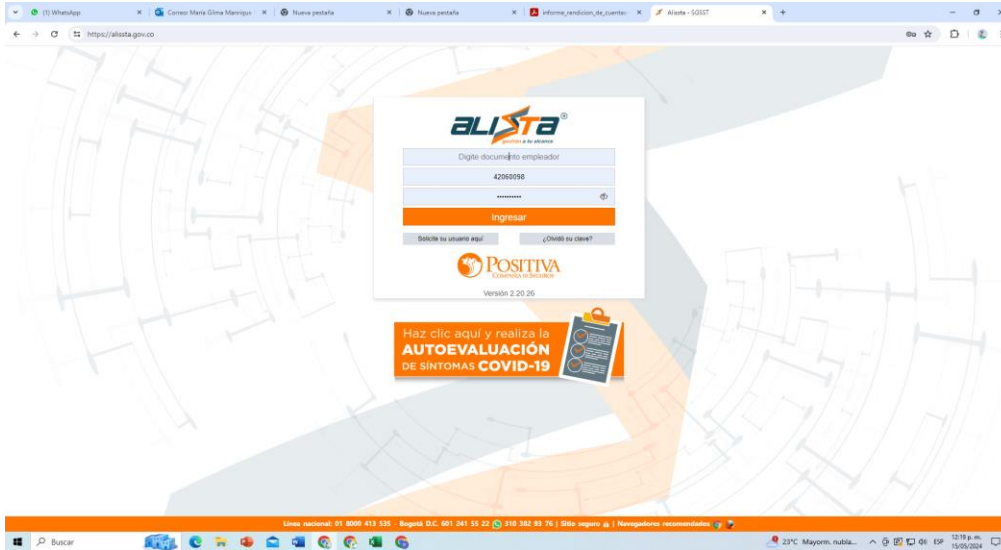 (1) WhatsApp
Correo: María Gilma Manrique
Nueva pestaña
Nueva pestaña
informe_rendicion_de_cuentas
Alissta - SGSST
https://alissta.gov.co
ALISSTA®
gestión a tu alcance
Digite documento empleador
42060098
Ingresar
Solicite su usuario aquí
¿Olvidó su clave?
POSITIVA
COMPAÑÍA DE SEGUROS
Versión 2.20.26
Haz clic aquí y realiza la
AUTOEVALUACIÓN
DE SÍNTOMAS COVID-19
Línea nacional: 01 8000 413 535 - Bogotá D.C. 601 241 55 22 310 382 93 76 | Sitio seguro | Navegadores recomendados
Buscar
23°C Mayorm. nubla...
ESP
12:19 p. m.
15/05/2024